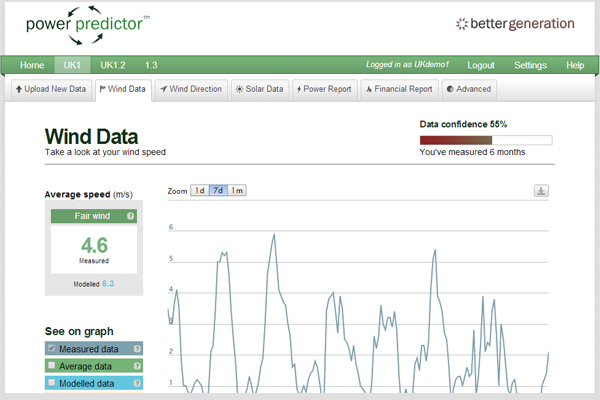 power predictor tm
bettergeneration
Home UK1 UK1.2 1.3 Logged in as UKdemo1 Logout Settings Help
Upload New Data Wind Data Wind Direction Solar Data Power Report Financial Report Advanced
Wind Data
Take a look at your wind speed
Data confidence 55%
You've measured 6 months
Average speed (m/s)
Fair wind ?
4.6
Measured
Modelled 6.3
See on graph
Measured data ?
Average data ?
Modelled data ?
Zoom 1d 7d 1m
6
5
4
3
2
1